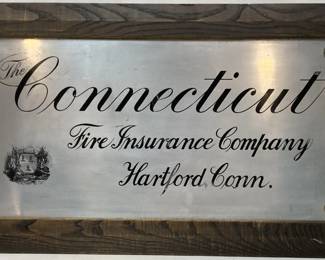 The
Connecticut
Fire Insurance Company
Hartford Conn.